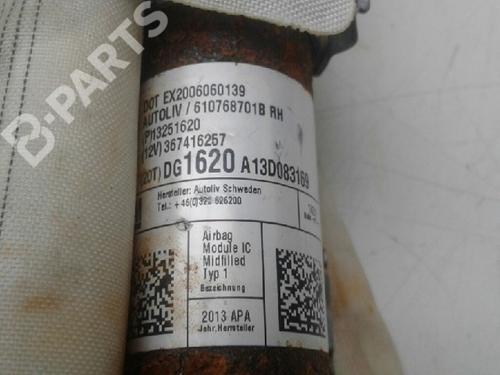 DOT EX2006060139
AUTOLIV / 610768701B RH
(P)13251620
(12V) 367416257
(20T) DG1620 A13D083169
Hersteller: Autoliv Schweden
Tel.: + 46(0)322 626200
Airbag
Module IC
Midfilled
Typ 1
Bezeichnung
2013 APA
Jahr, Hersteller
B-PARTS